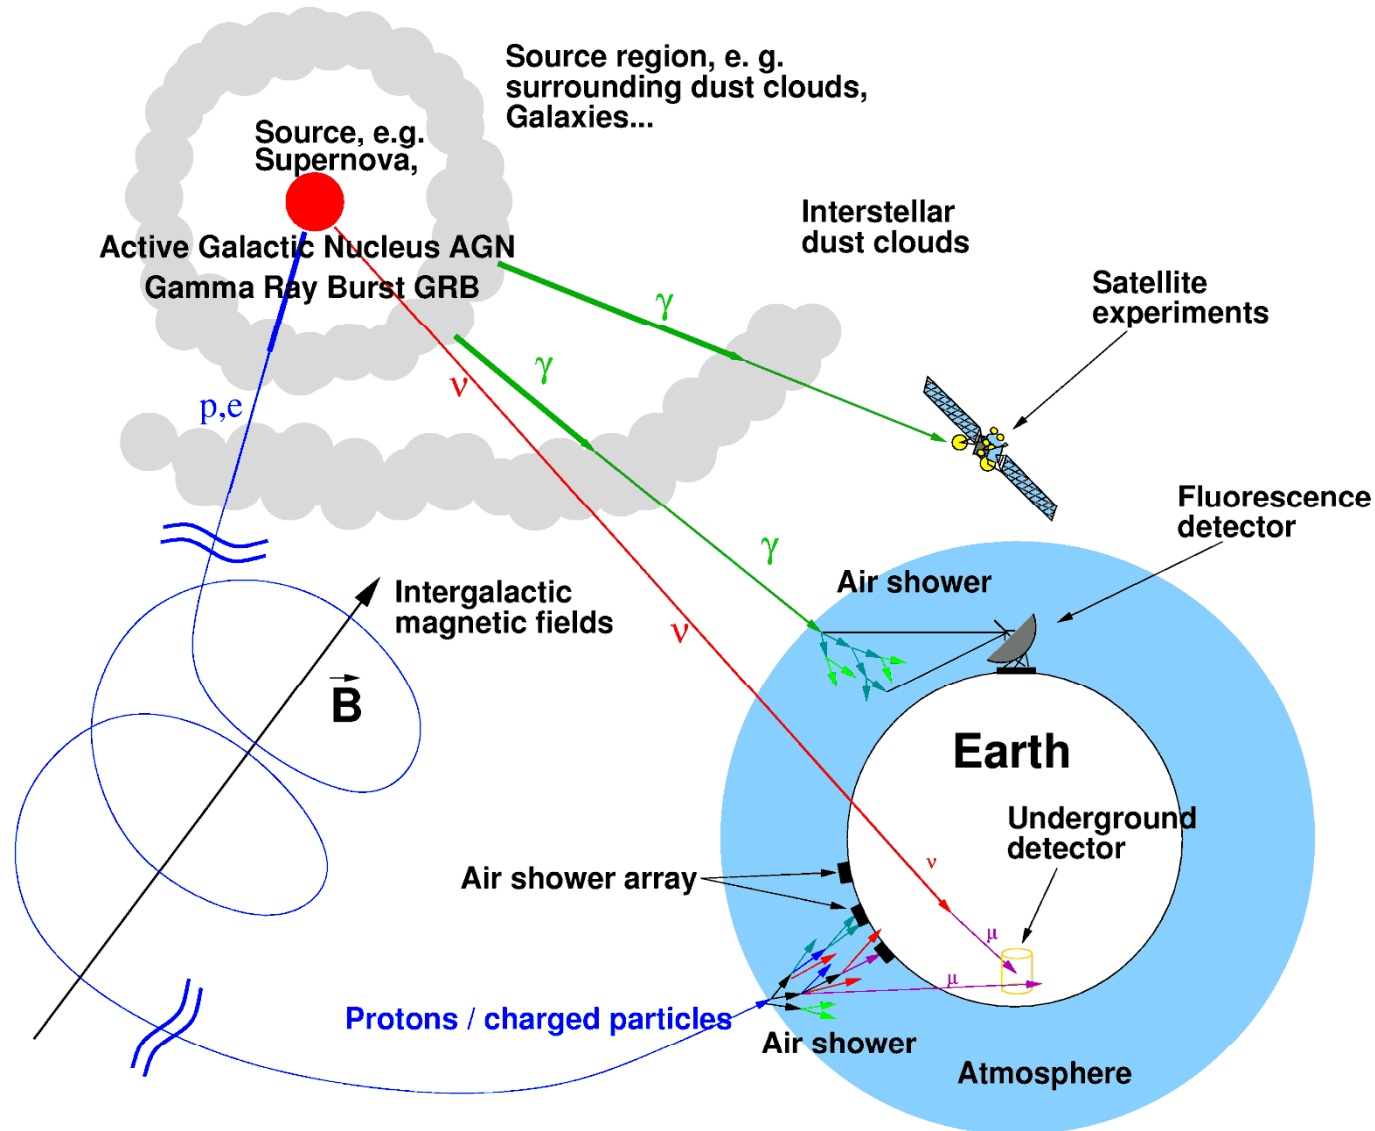 Source region, e. g.
surrounding dust clouds,
Galaxies...
Source, e.g.
Supernova,
Active Galactic Nucleus AGN
Gamma Ray Burst GRB
Interstellar
dust clouds
Satellite
experiments
γ
γ
ν
p,e
Fluorescence
detector
γ
Air shower
Intergalactic
magnetic fields
ν
B
Earth
Underground
detector
ν
Air shower array
μ
μ
Protons / charged particles
Air shower
Atmosphere